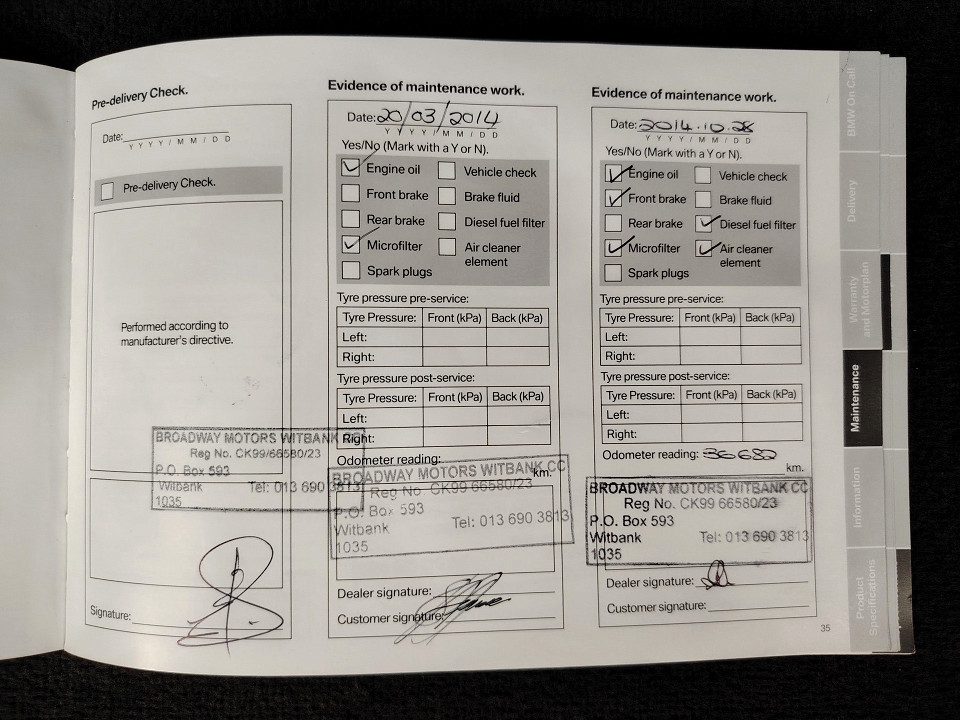 Pre-delivery Check.
Date:
Y Y Y Y / M M / D D
Pre-delivery Check.
Performed according to
manufacturer's directive.
BROADWAY MOTORS WITBANK CC
Reg No. CK99/66580/23
P.O. Box 593
Witbank Tel: 013 690 3813
1035
Signature:
Evidence of maintenance work.
Date: 20/03/2014
Y Y Y Y / M M / D D
Yes/No (Mark with a Y or N).
Engine oil Vehicle check
Front brake Brake fluid
Rear brake Diesel fuel filter
Microfilter Air cleaner
element
Spark plugs
Tyre pressure pre-service:
Tyre Pressure: Front (kPa) Back (kPa)
Left:
Right:
Tyre pressure post-service:
Tyre Pressure: Front (kPa) Back (kPa)
Left:
Right:
Odometer reading:
km.
BROADWAY MOTORS WITBANK CC
Reg No. CK99 66580/23
P.O. Box 593
Witbank Tel: 013 690 3813
1035
Dealer signature:
Customer signature:
Evidence of maintenance work.
Date: 2014.10.28
Y Y Y Y / M M / D D
Yes/No (Mark with a Y or N).
Engine oil Vehicle check
Front brake Brake fluid
Rear brake Diesel fuel filter
Microfilter Air cleaner
element
Spark plugs
Tyre pressure pre-service:
Tyre Pressure: Front (kPa) Back (kPa)
Left:
Right:
Tyre pressure post-service:
Tyre Pressure: Front (kPa) Back (kPa)
Left:
Right:
Odometer reading: 36682
km.
BROADWAY MOTORS WITBANK CC
Reg No. CK99 66580/23
P.O. Box 593
Witbank Tel: 013 690 3813
1035
Dealer signature:
Customer signature:
35
BMW On Call
Delivery
Warranty
and Motorplan
Maintenance
Information
Product
Specifications